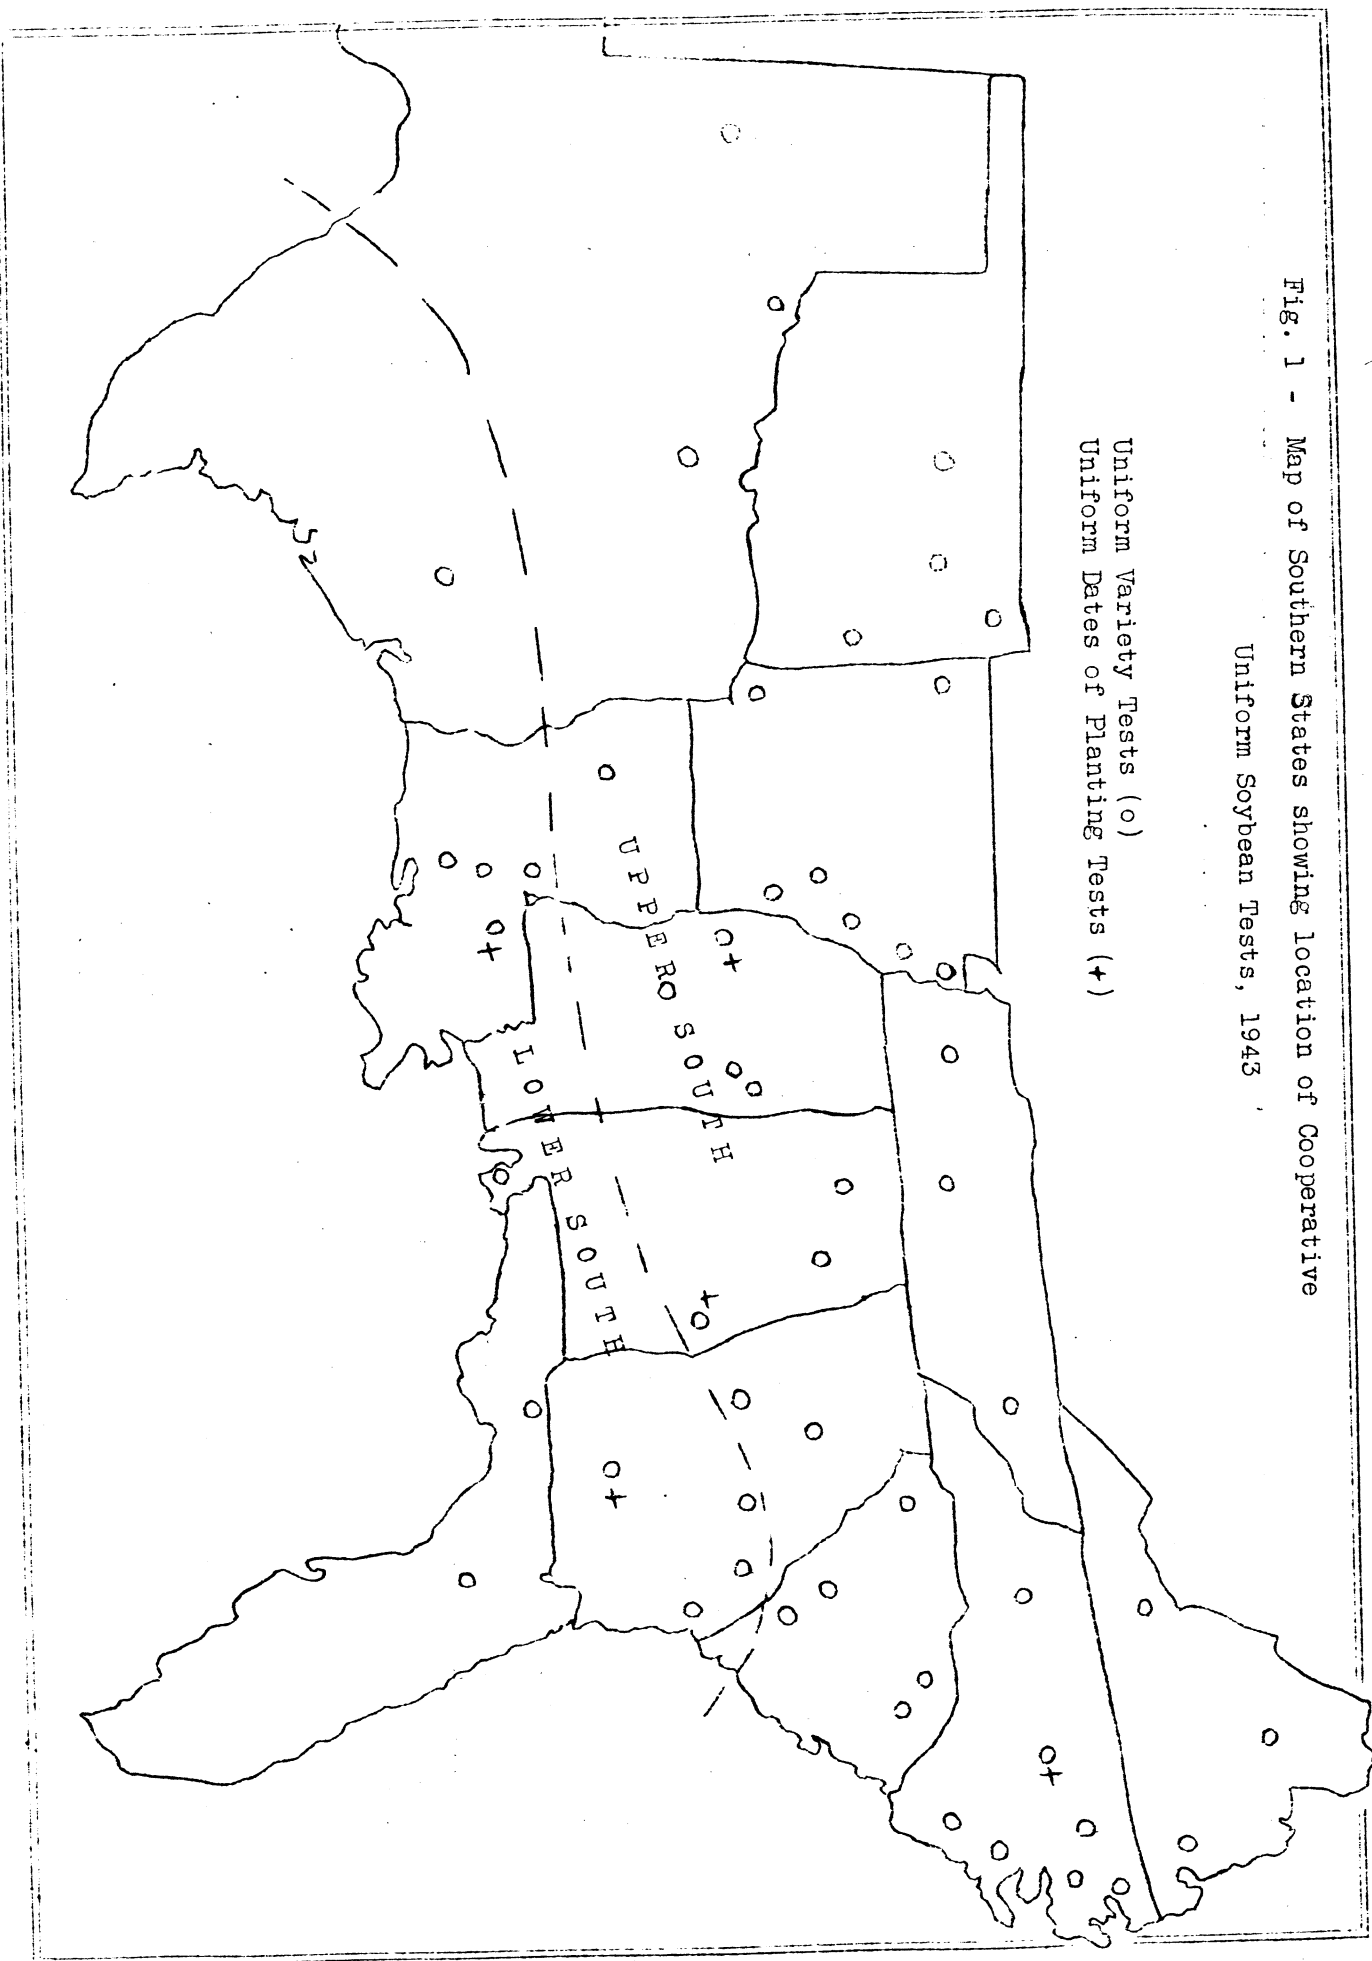 Fig. 1 - Map of Southern States showing location of Cooperative
Uniform Soybean Tests, 1943
Uniform Variety Tests (o)
Uniform Dates of Planting Tests (+)
UPPER SOUTH
LOWER SOUTH